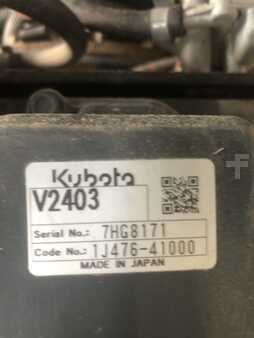 Kubota
V2403
Serial No.: 7HG8171
Code No.: 1J476-41000
MADE IN JAPAN